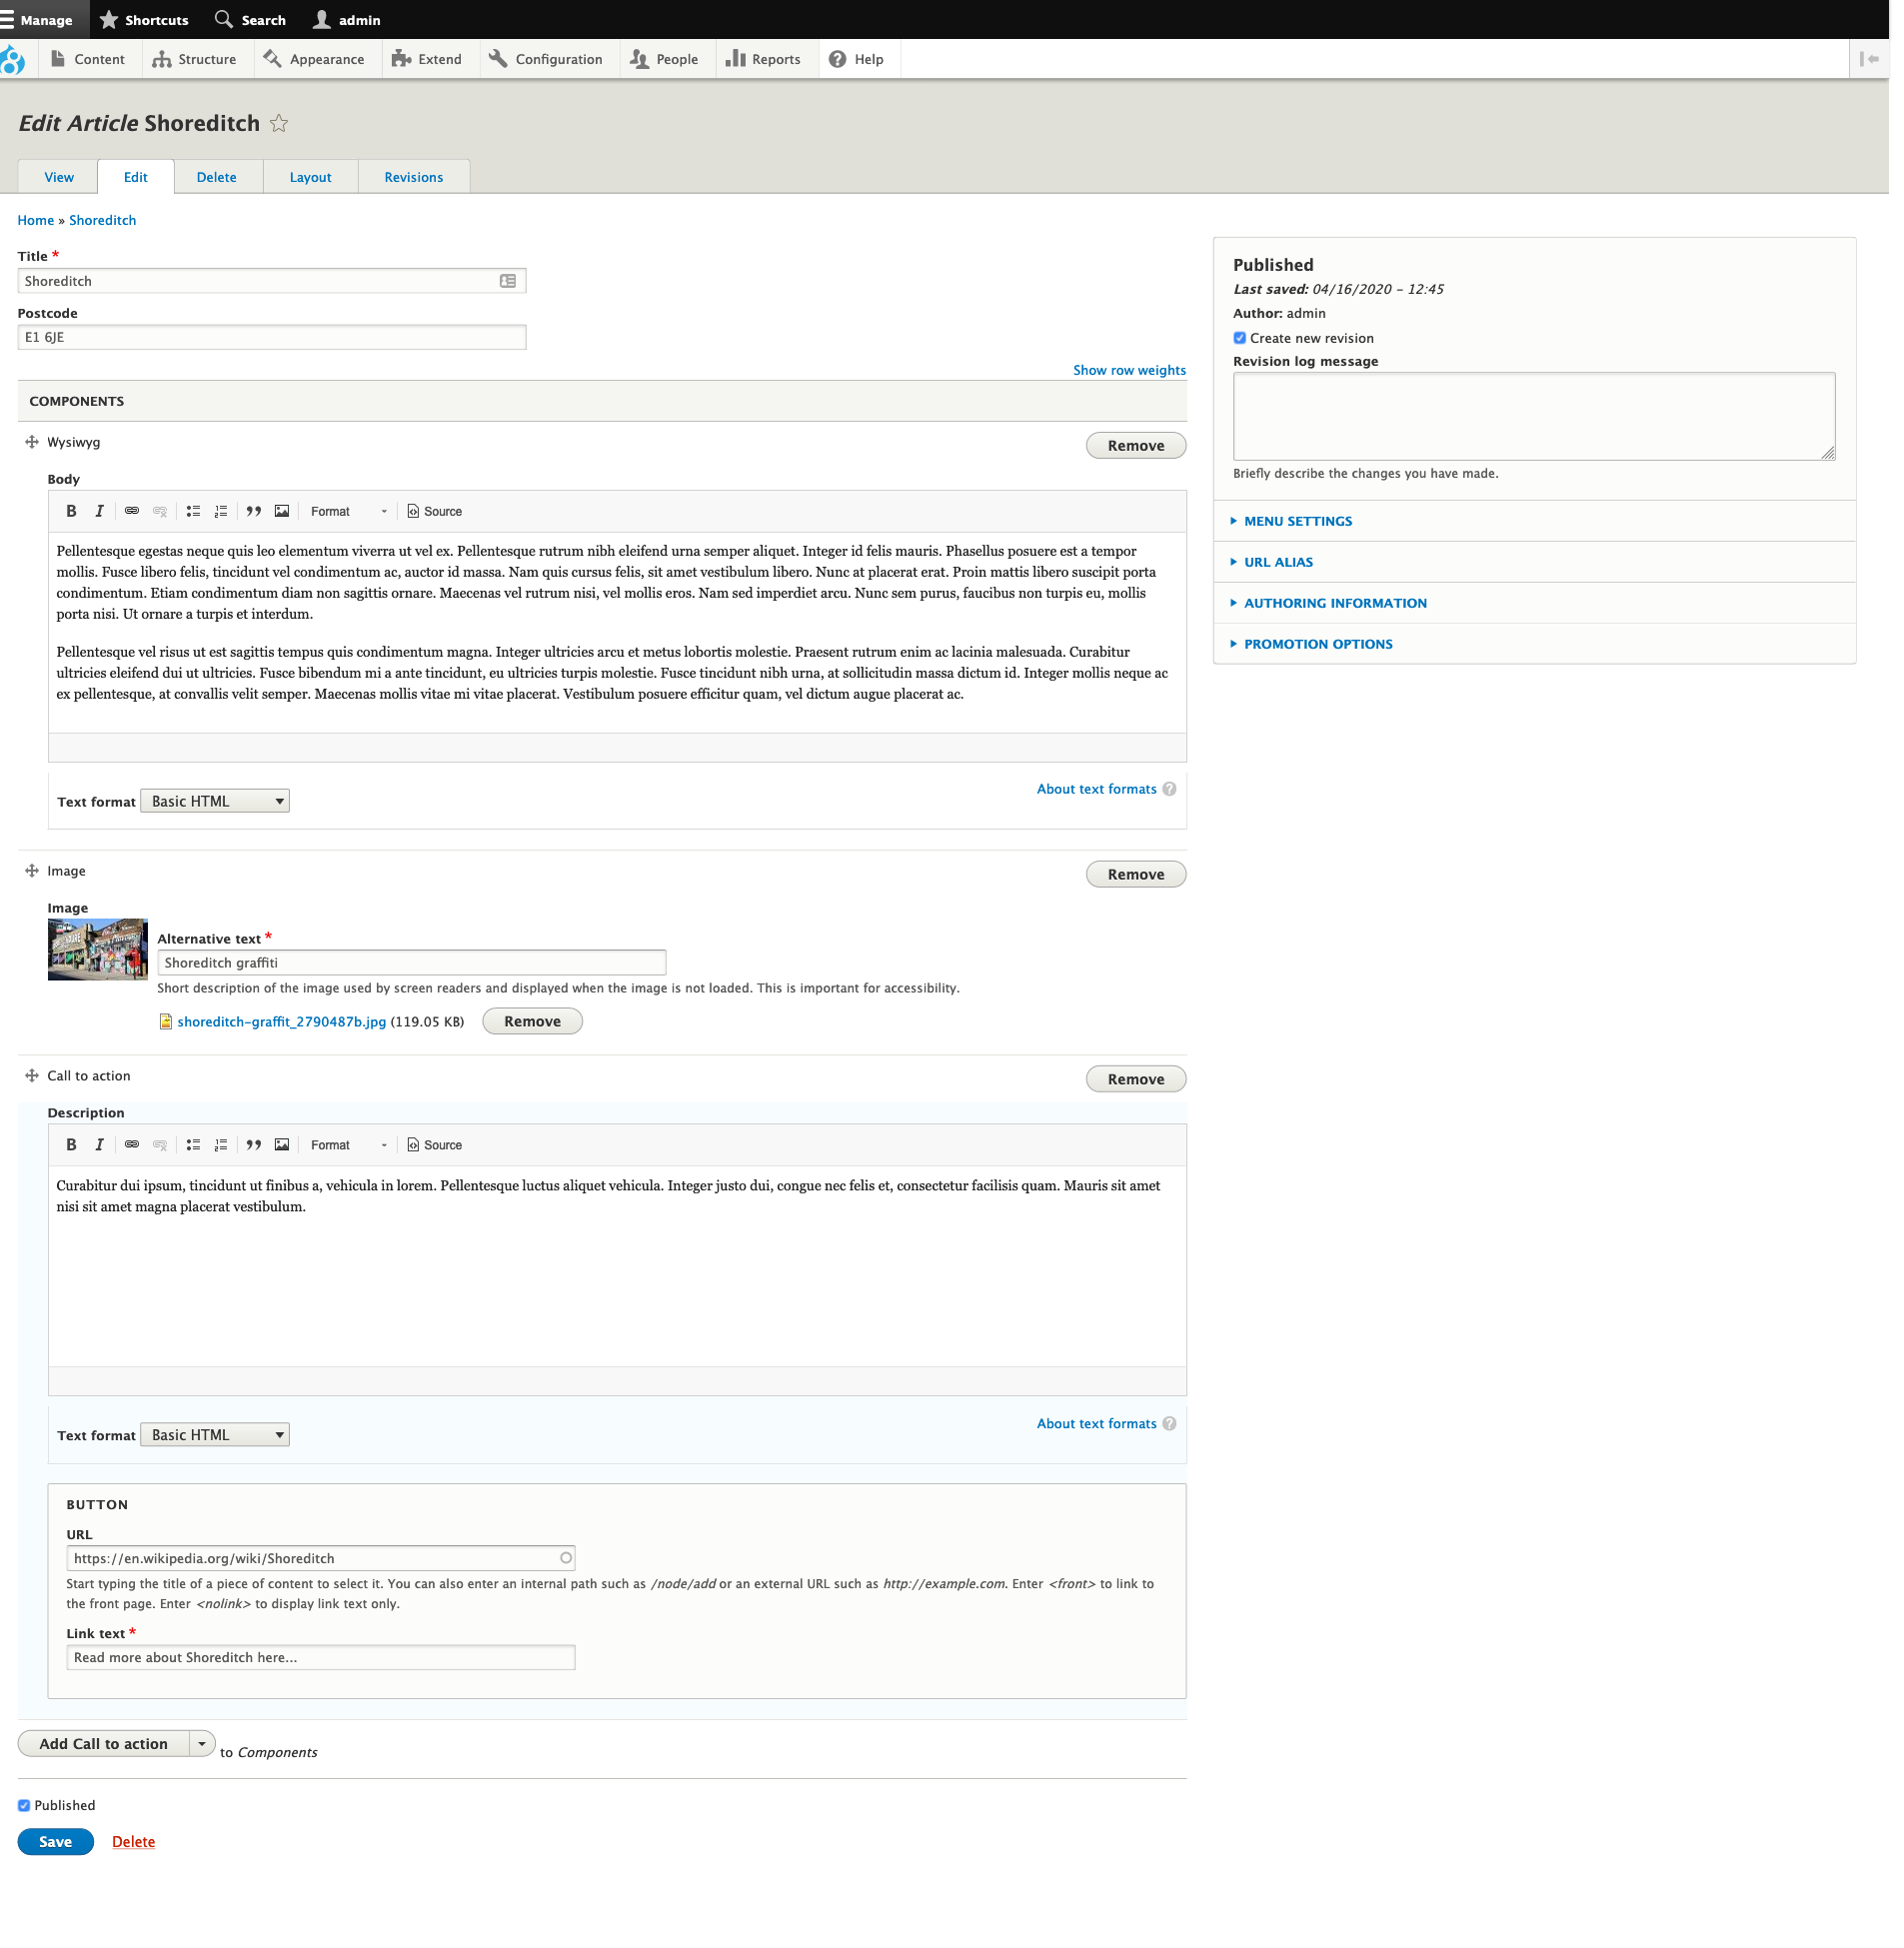 Manage Shortcuts Search admin
Content Structure Appearance Extend Configuration People Reports Help
Edit Article Shoreditch
View Edit Delete Layout Revisions
Home » Shoreditch
Title *
Shoreditch
Postcode
E1 6JE
Show row weights
COMPONENTS
Wysiwyg
Remove
Body
B I Format Source
Pellentesque egestas neque quis leo elementum viverra ut vel ex. Pellentesque rutrum nibh eleifend urna semper aliquet. Integer id felis mauris. Phasellus posuere est a tempor
mollis. Fusce libero felis, tincidunt vel condimentum ac, auctor id massa. Nam quis cursus felis, sit amet vestibulum libero. Nunc at placerat erat. Proin mattis libero suscipit porta
condimentum. Etiam condimentum diam non sagittis ornare. Maecenas vel rutrum nisi, vel mollis eros. Nam sed imperdiet arcu. Nunc sem purus, faucibus non turpis eu, mollis
porta nisi. Ut ornare a turpis et interdum.
Pellentesque vel risus ut est sagittis tempus quis condimentum magna. Integer ultricies arcu et metus lobortis molestie. Praesent rutrum enim ac lacinia malesuada. Curabitur
ultricies eleifend dui ut ultricies. Fusce bibendum mi a ante tincidunt, eu ultricies turpis molestie. Fusce tincidunt nibh urna, at sollicitudin massa dictum id. Integer mollis neque ac
ex pellentesque, at convallis velit semper. Maecenas mollis vitae mi vitae placerat. Vestibulum posuere efficitur quam, vel dictum augue placerat ac.
About text formats ?
Text format Basic HTML
Image
Remove
Image
Alternative text *
Shoreditch graffiti
Short description of the image used by screen readers and displayed when the image is not loaded. This is important for accessibility.
shoreditch-graffit_2790487b.jpg (119.05 KB) Remove
Call to action
Remove
Description
B I Format Source
Curabitur dui ipsum, tincidunt ut finibus a, vehicula in lorem. Pellentesque luctus aliquet vehicula. Integer justo dui, congue nec felis et, consectetur facilisis quam. Mauris sit amet
nisi sit amet magna placerat vestibulum.
About text formats ?
Text format Basic HTML
BUTTON
URL
https://en.wikipedia.org/wiki/Shoreditch
Start typing the title of a piece of content to select it. You can also enter an internal path such as /node/add or an external URL such as http://example.com. Enter <front> to link to
the front page. Enter <nolink> to display link text only.
Link text *
Read more about Shoreditch here...
Add Call to action to Components
Published
Save Delete
Published
Last saved: 04/16/2020 - 12:45
Author: admin
Create new revision
Revision log message
Briefly describe the changes you have made.
MENU SETTINGS
URL ALIAS
AUTHORING INFORMATION
PROMOTION OPTIONS